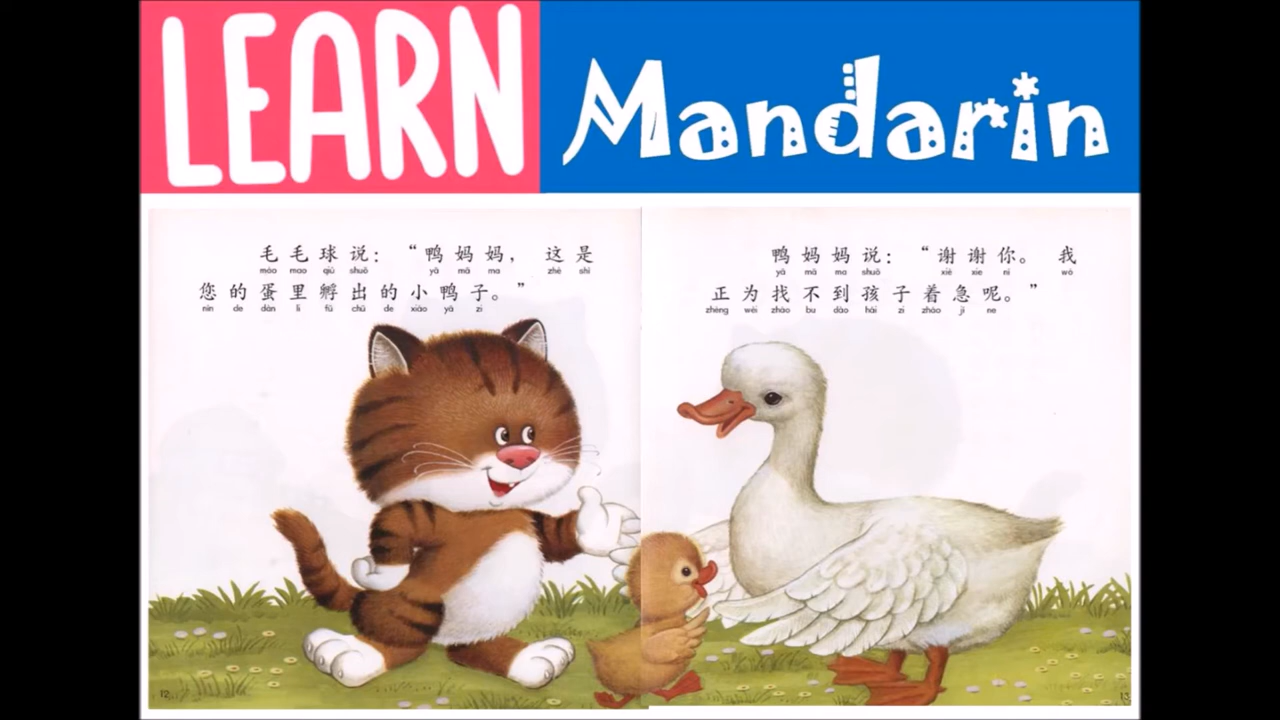 LEARN
Mandarin
毛毛球说：“鸭妈妈，这是
máo mao qiú shuō yā mā ma zhè shì
您的蛋里孵出的小鸭子。”
nín de dàn li fū chū de xiǎo yā zi
鸭妈妈说：“谢谢你。我
yā mā ma shuō xiè xie nǐ wǒ
正为找不到孩子着急呢。”
zhèng wèi zhǎo bu dào hái zi zháo jí ne
12
13